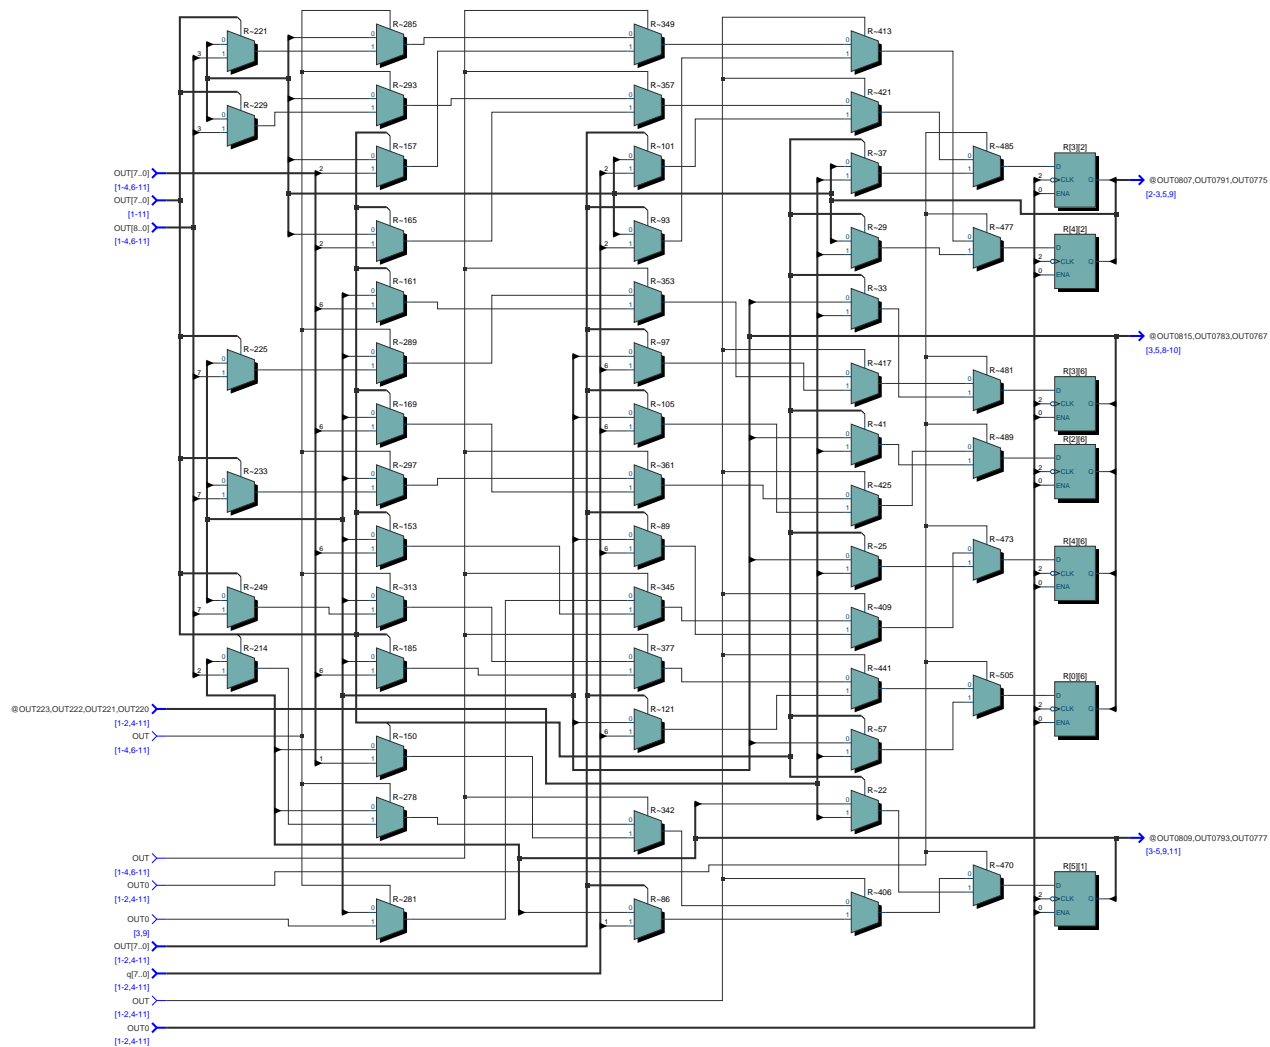 R~221
R~285
R~349
R~413
R~229
R~293
R~357
R~421
R~157
R~101
R~37
R~485
R[3][2]
OUT[7..0]
[1-4,6-11]
OUT[7..0]
[1-11]
OUT[8..0]
[1-4,6-11]
@OUT0807,OUT0791,OUT0775
[2-3,5,9]
R~165
R~93
R~29
R~477
R[4][2]
R~161
R~353
R~33
@OUT0815,OUT0783,OUT0767
[3,5,8-10]
R~225
R~289
R~97
R~417
R~481
R[3][6]
R~169
R~105
R~41
R~489
R[2][6]
R~233
R~297
R~361
R~425
R~153
R~89
R~25
R~473
R[4][6]
R~249
R~313
R~345
R~409
R~214
R~185
R~377
R~441
R~505
R[0][6]
@OUT223,OUT222,OUT221,OUT220
[1-2,4-11]
OUT
[1-4,6-11]
R~150
R~121
R~57
R~278
R~342
R~22
@OUT0809,OUT0793,OUT0777
[3-5,9,11]
OUT
[1-4,6-11]
OUT0
[1-2,4-11]
OUT0
[3,9]
R~281
R~86
R~406
R~470
R[5][1]
D
CLK
ENA
Q
OUT[7..0]
[1-2,4-11]
q[7..0]
[1-2,4-11]
OUT
[1-2,4-11]
OUT0
[1-2,4-11]